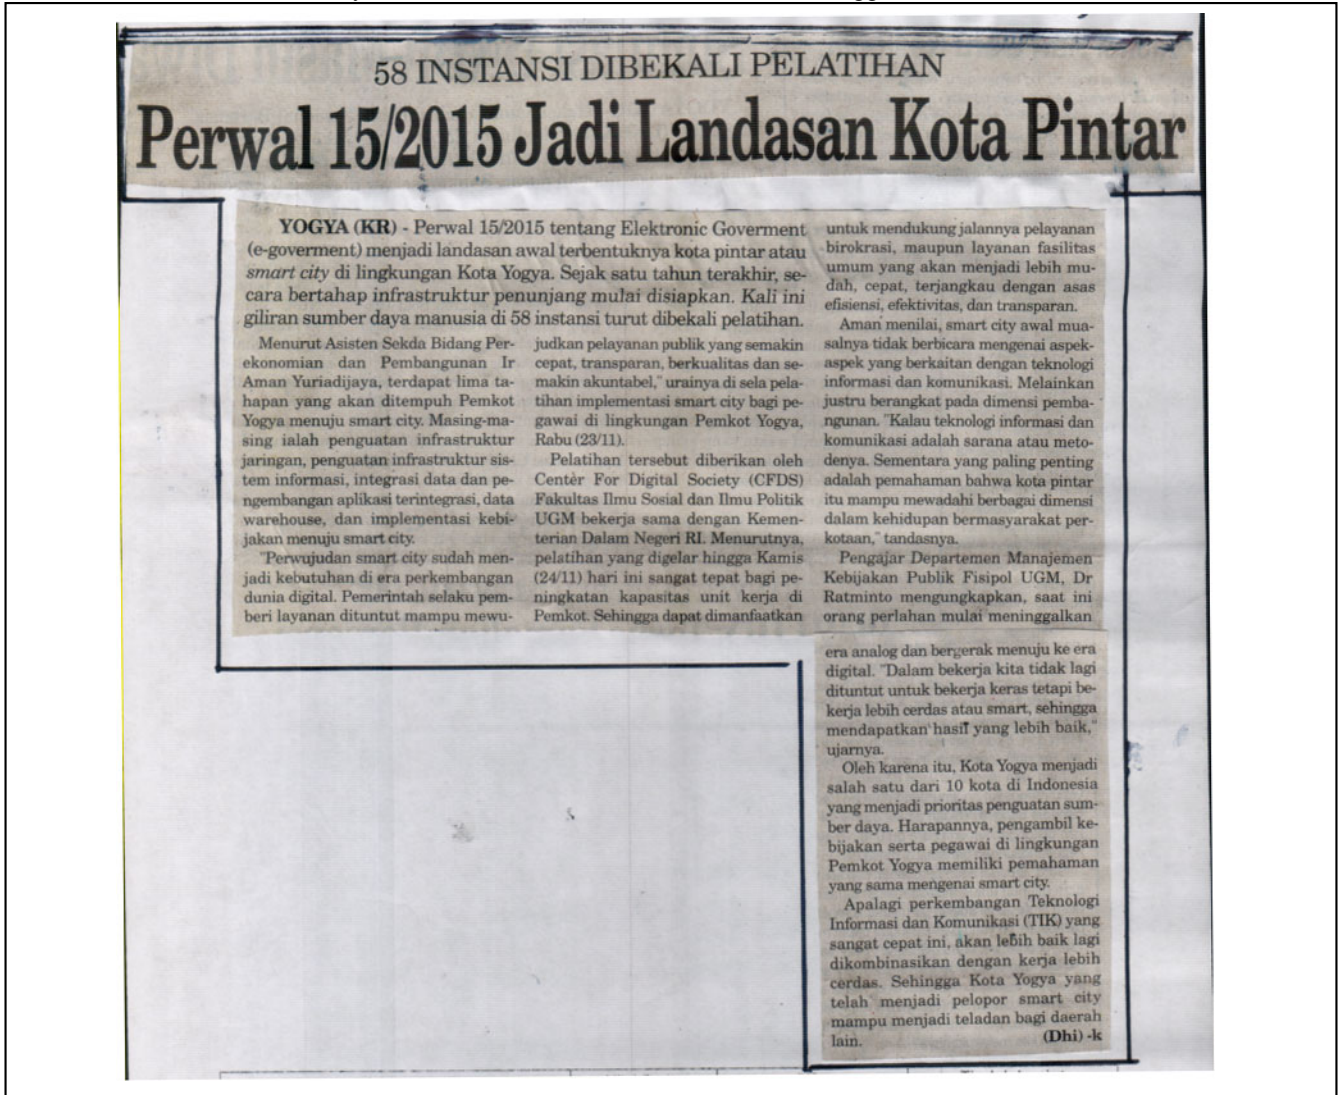 58 INSTANSI DIBEKALI PELATIHAN
Perwal 15/2015 Jadi Landasan Kota Pintar
YOGYA (KR) - Perwal 15/2015 tentang Elektronic Goverment
(e-goverment) menjadi landasan awal terbentuknya kota pintar atau
smart city di lingkungan Kota Yogya. Sejak satu tahun terakhir, se-
cara bertahap infrastruktur penunjang mulai disiapkan. Kali ini
giliran sumber daya manusia di 58 instansi turut dibekali pelatihan.
Menurut Asisten Sekda Bidang Per-
ekonomian dan Pembangunan Ir
Aman Yuriadijaya, terdapat lima ta-
hapan yang akan ditempuh Pemkot
Yogya menuju smart city. Masing-ma-
sing ialah penguatan infrastruktur
jaringan, penguatan infrastruktur sis-
tem informasi, integrasi data dan pe-
ngembangan aplikasi terintegrasi, data
warehouse, dan implementasi kebi-
jakan menuju smart city.
"Perwujudan smart city sudah men-
jadi kebutuhan di era perkembangan
dunia digital. Pemerintah selaku pem-
beri layanan dituntut mampu mewu-
judkan pelayanan publik yang semakin
cepat, transparan, berkualitas dan se-
makin akuntabel," urainya di sela pela-
tihan implementasi smart city bagi pe-
gawai di lingkungan Pemkot Yogya,
Rabu (23/11).
Pelatihan tersebut diberikan oleh
Center For Digital Society (CFDS)
Fakultas Ilmu Sosial dan Ilmu Politik
UGM bekerja sama dengan Kemen-
terian Dalam Negeri RI. Menurutnya,
pelatihan yang digelar hingga Kamis
(24/11) hari ini sangat tepat bagi pe-
ningkatan kapasitas unit kerja di
Pemkot. Sehingga dapat dimanfaatkan
untuk mendukung jalannya pelayanan
birokrasi, maupun layanan fasilitas
umum yang akan menjadi lebih mu-
dah, cepat, terjangkau dengan asas
efisiensi, efektivitas, dan transparan.
Aman menilai, smart city awal mua-
salnya tidak berbicara mengenai aspek-
aspek yang berkaitan dengan teknologi
informasi dan komunikasi. Melainkan
justru berangkat pada dimensi pemba-
ngunan. "Kalau teknologi informasi dan
komunikasi adalah sarana atau meto-
denya. Sementara yang paling penting
adalah pemahaman bahwa kota pintar
itu mampu mewadahi berbagai dimensi
dalam kehidupan bermasyarakat per-
kotaan," tandasnya.
Pengajar Departemen Manajemen
Kebijakan Publik Fisipol UGM, Dr
Ratminto mengungkapkan, saat ini
orang perlahan mulai meninggalkan
era analog dan bergerak menuju ke era
digital. "Dalam bekerja kita tidak lagi
dituntut untuk bekerja keras tetapi be-
kerja lebih cerdas atau smart, sehingga
mendapatkan hasil yang lebih baik,"
ujarnya.
Oleh karena itu, Kota Yogya menjadi
salah satu dari 10 kota di Indonesia
yang menjadi prioritas penguatan sum-
ber daya. Harapannya, pengambil ke-
bijakan serta pegawai di lingkungan
Pemkot Yogya memiliki pemahaman
yang sama mengenai smart city.
Apalagi perkembangan Teknologi
Informasi dan Komunikasi (TIK) yang
sangat cepat ini, akan lebih baik lagi
dikombinasikan dengan kerja lebih
cerdas. Sehingga Kota Yogya yang
telah menjadi pelopor smart city
mampu menjadi teladan bagi daerah
lain. (Dhi) -k